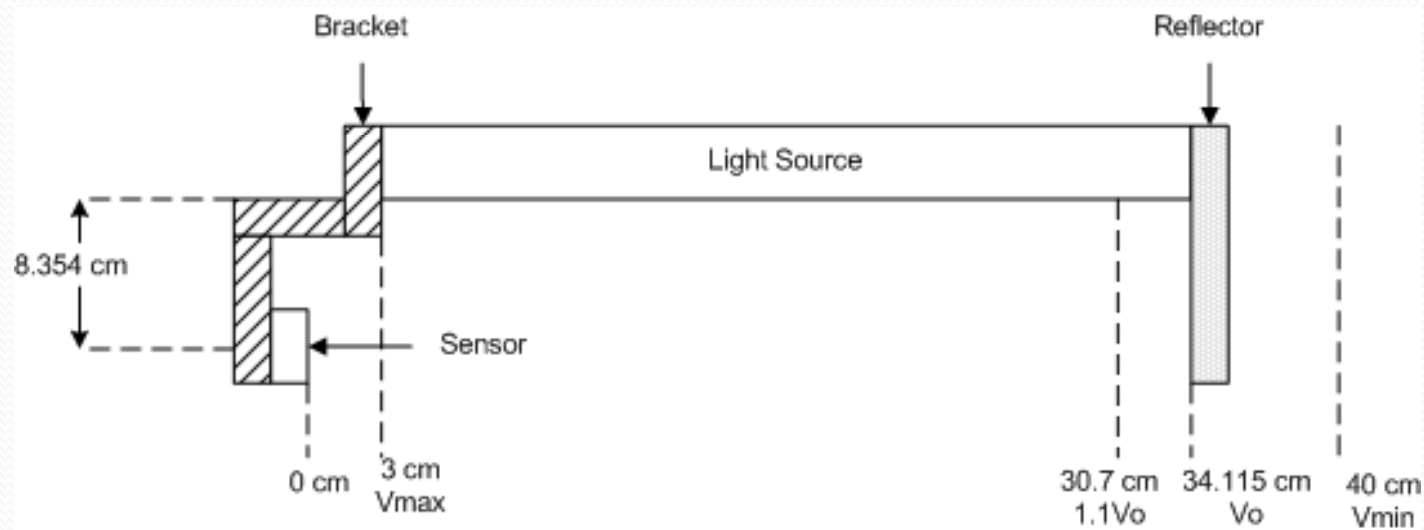 Bracket
Reflector
Light Source
8.354 cm
Sensor
0 cm
3 cm
Vmax
30.7 cm
1.1Vo
34.115 cm
Vo
40 cm
Vmin